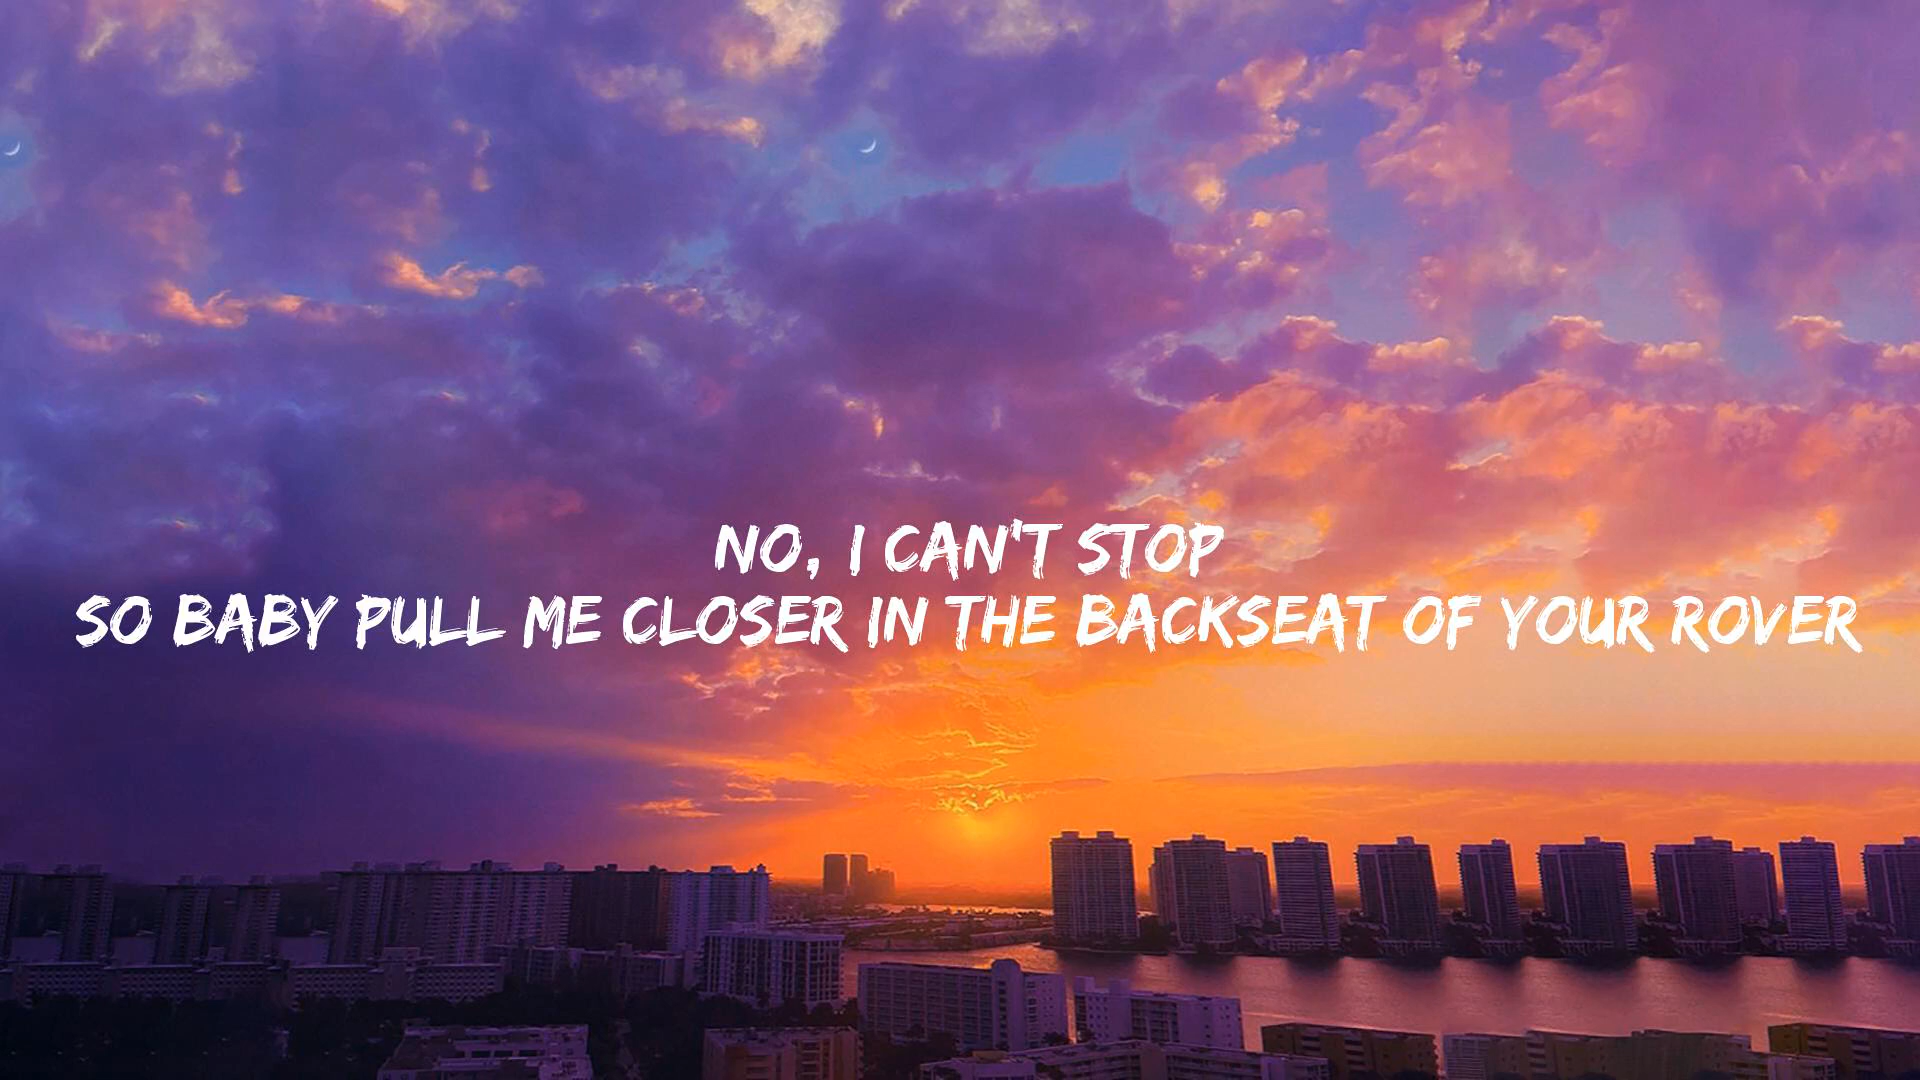 NO, I CAN'T STOP
SO BABY PULL ME CLOSER IN THE BACKSEAT OF YOUR ROVER